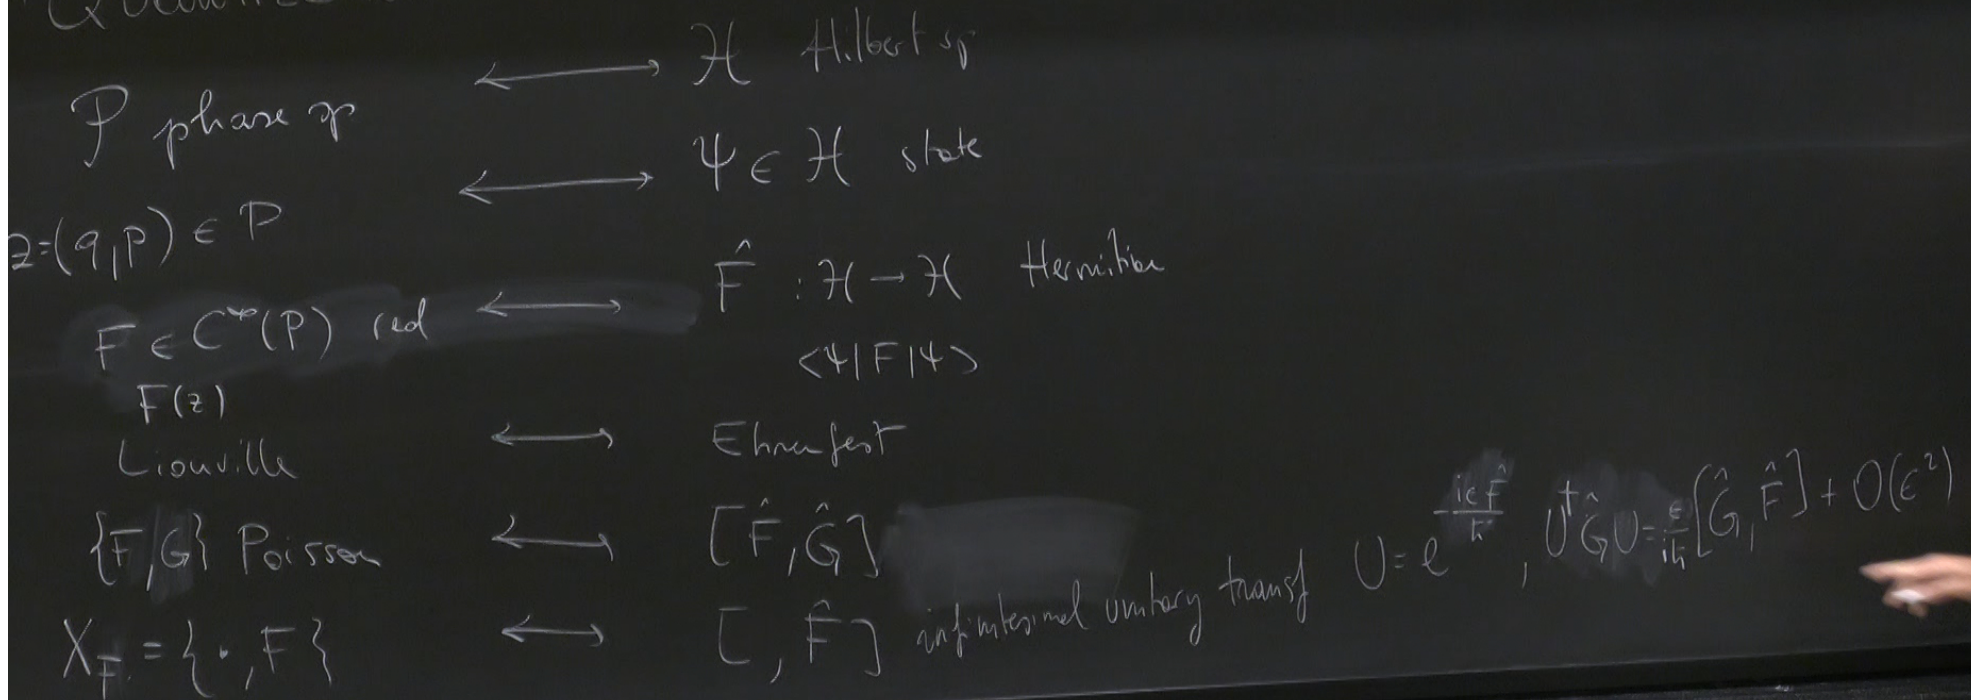 P phase sp ⟷ H Hilbert sp
z=(q,p) ∈ P ⟷ Ψ ∈ H state
F ∈ C^∞(P) real ⟷ F̂ : H → H Hermitian
F(z) <Ψ|F|Ψ>
Liouville ⟷ Ehrenfest
{F,G} Poisson ⟷ [F̂,Ĝ]
X_F = {·,F} ⟷ [ ,F̂] infinitesimal unitary transf U = e^{-iεF̂/ħ}, U†ĜU = ε/iħ [Ĝ,F̂] + O(ε²)